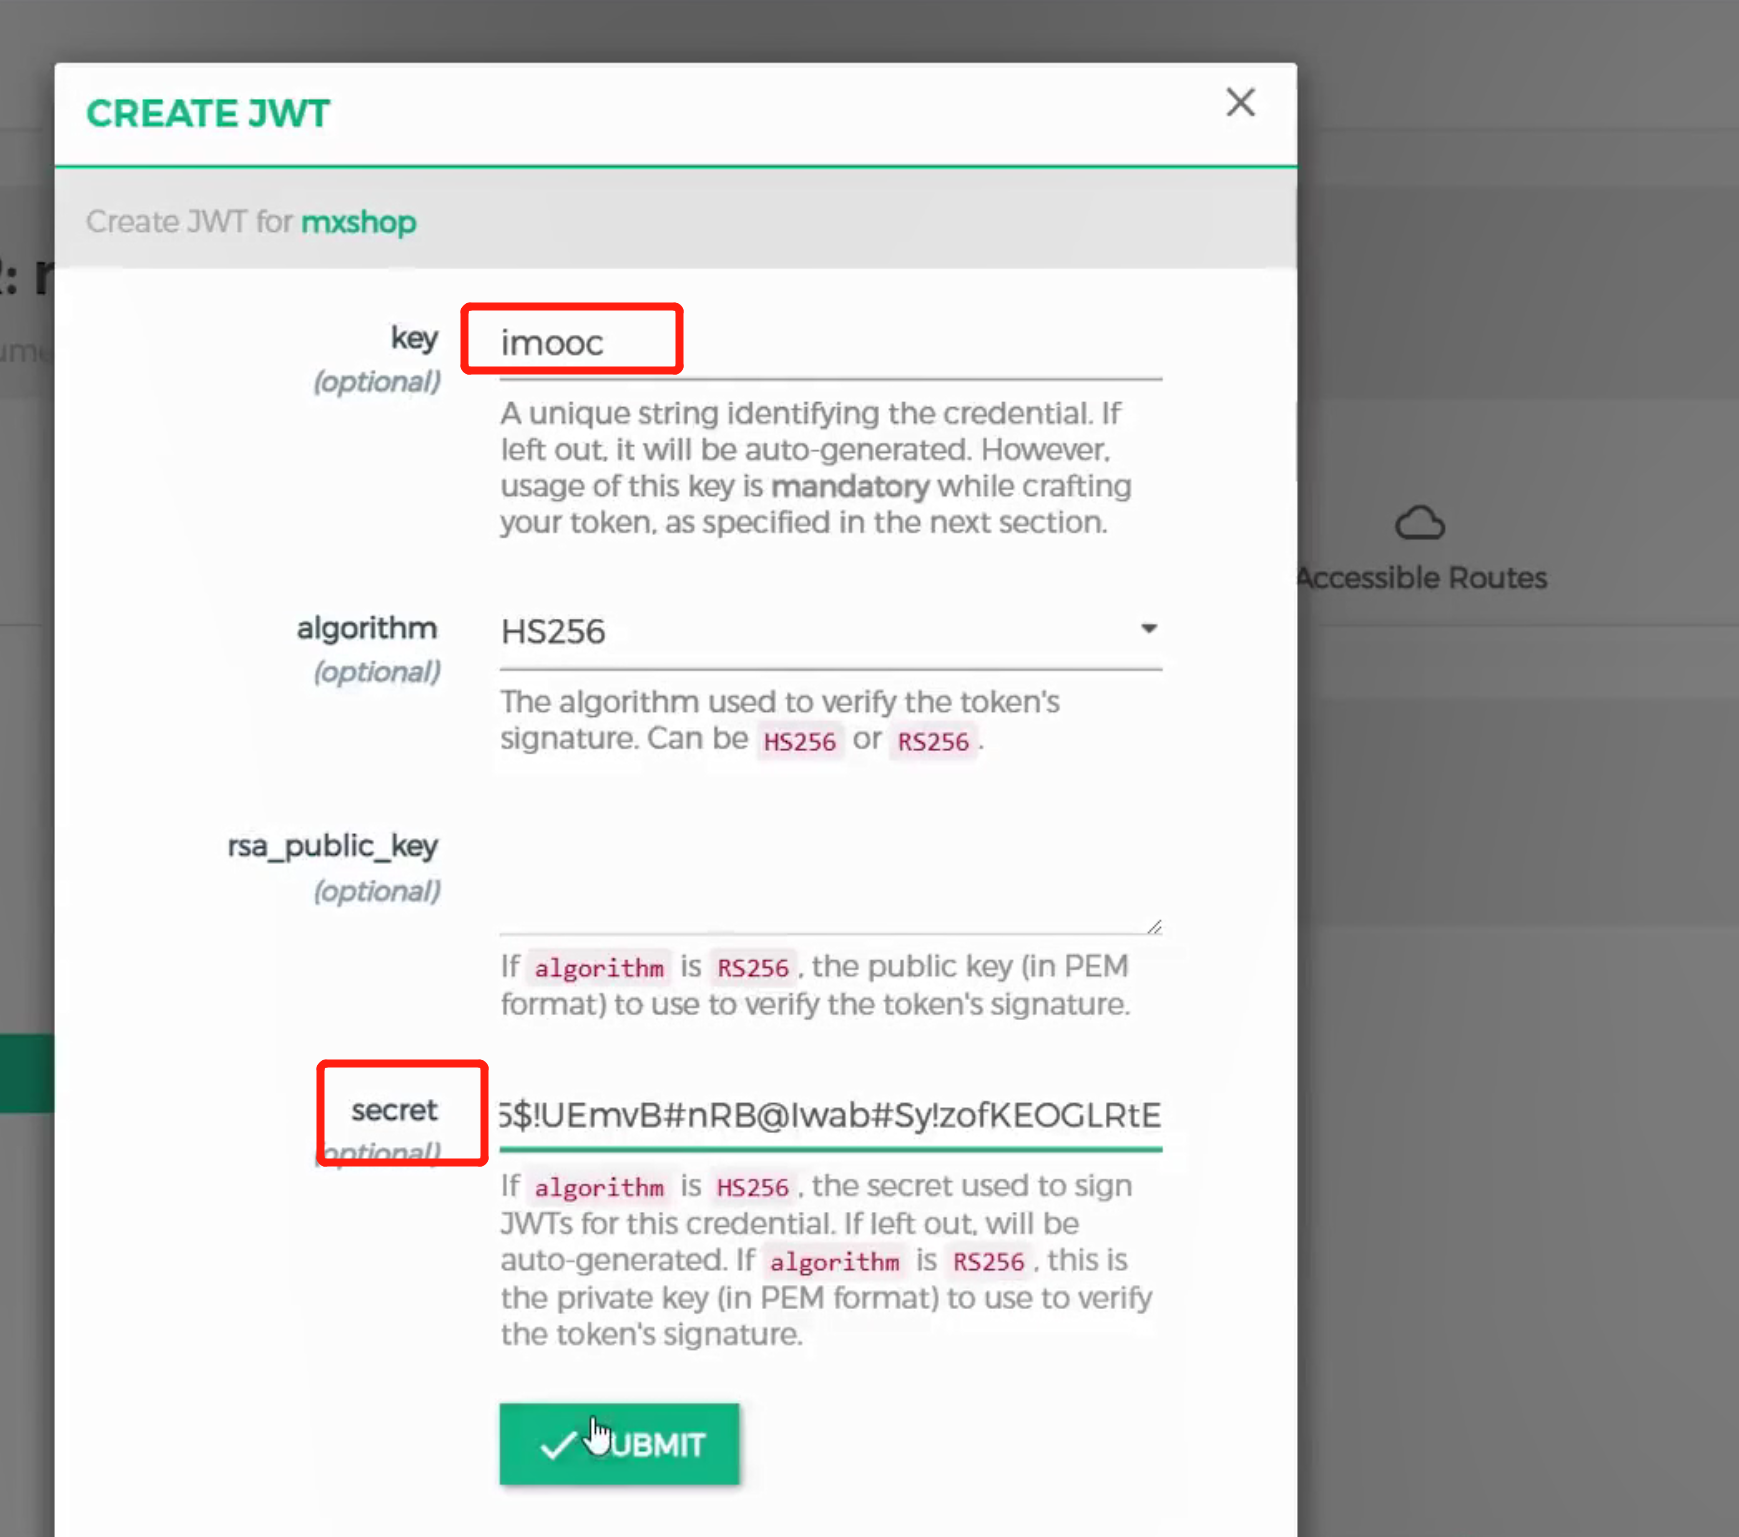 CREATE JWT
Create JWT for mxshop
key
(optional)
imooc
A unique string identifying the credential. If
left out, it will be auto-generated. However,
usage of this key is mandatory while crafting
your token, as specified in the next section.
Accessible Routes
algorithm
(optional)
HS256
The algorithm used to verify the token's
signature. Can be HS256 or RS256.
rsa_public_key
(optional)
If algorithm is RS256, the public key (in PEM
format) to use to verify the token's signature.
secret
(optional)
5$!UEmvB#nRB@Iwab#Sy!zofKEOGLRtE
If algorithm is HS256, the secret used to sign
JWTs for this credential. If left out, will be
auto-generated. If algorithm is RS256, this is
the private key (in PEM format) to use to verify
the token's signature.
SUBMIT